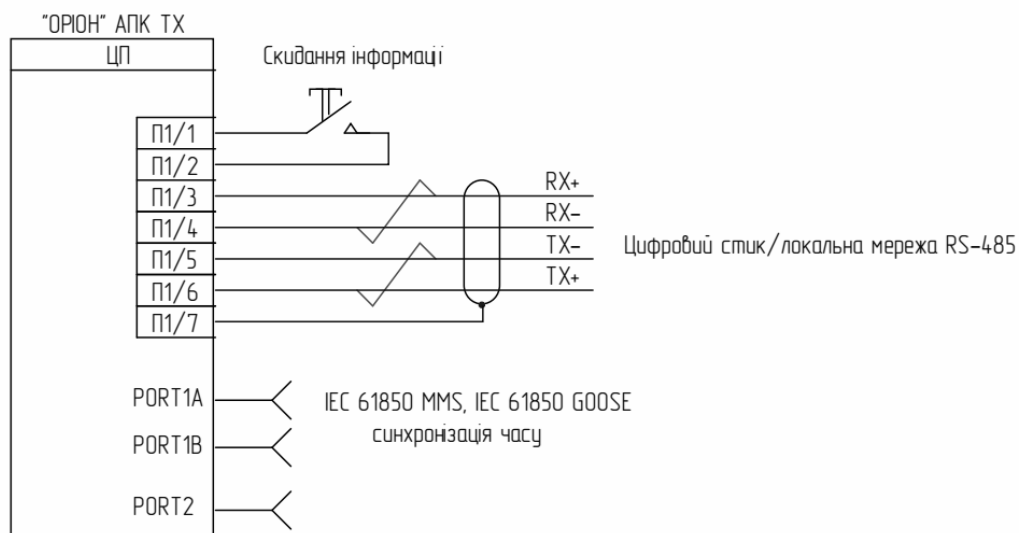 "ОРІОН" АПК ТХ
ЦП
Скидання інформації
П1/1
П1/2
П1/3
RX+
П1/4
RX-
П1/5
TX-
Цифровий стик/локальна мережа RS-485
П1/6
TX+
П1/7
PORT1A
IEC 61850 MMS, IEC 61850 GOOSE
PORT1B
синхронізація часу
PORT2